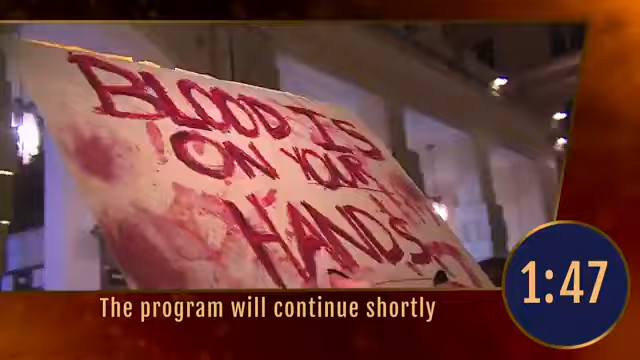 BLOOD IS
ON YOUR
HANDS
The program will continue shortly
1:47